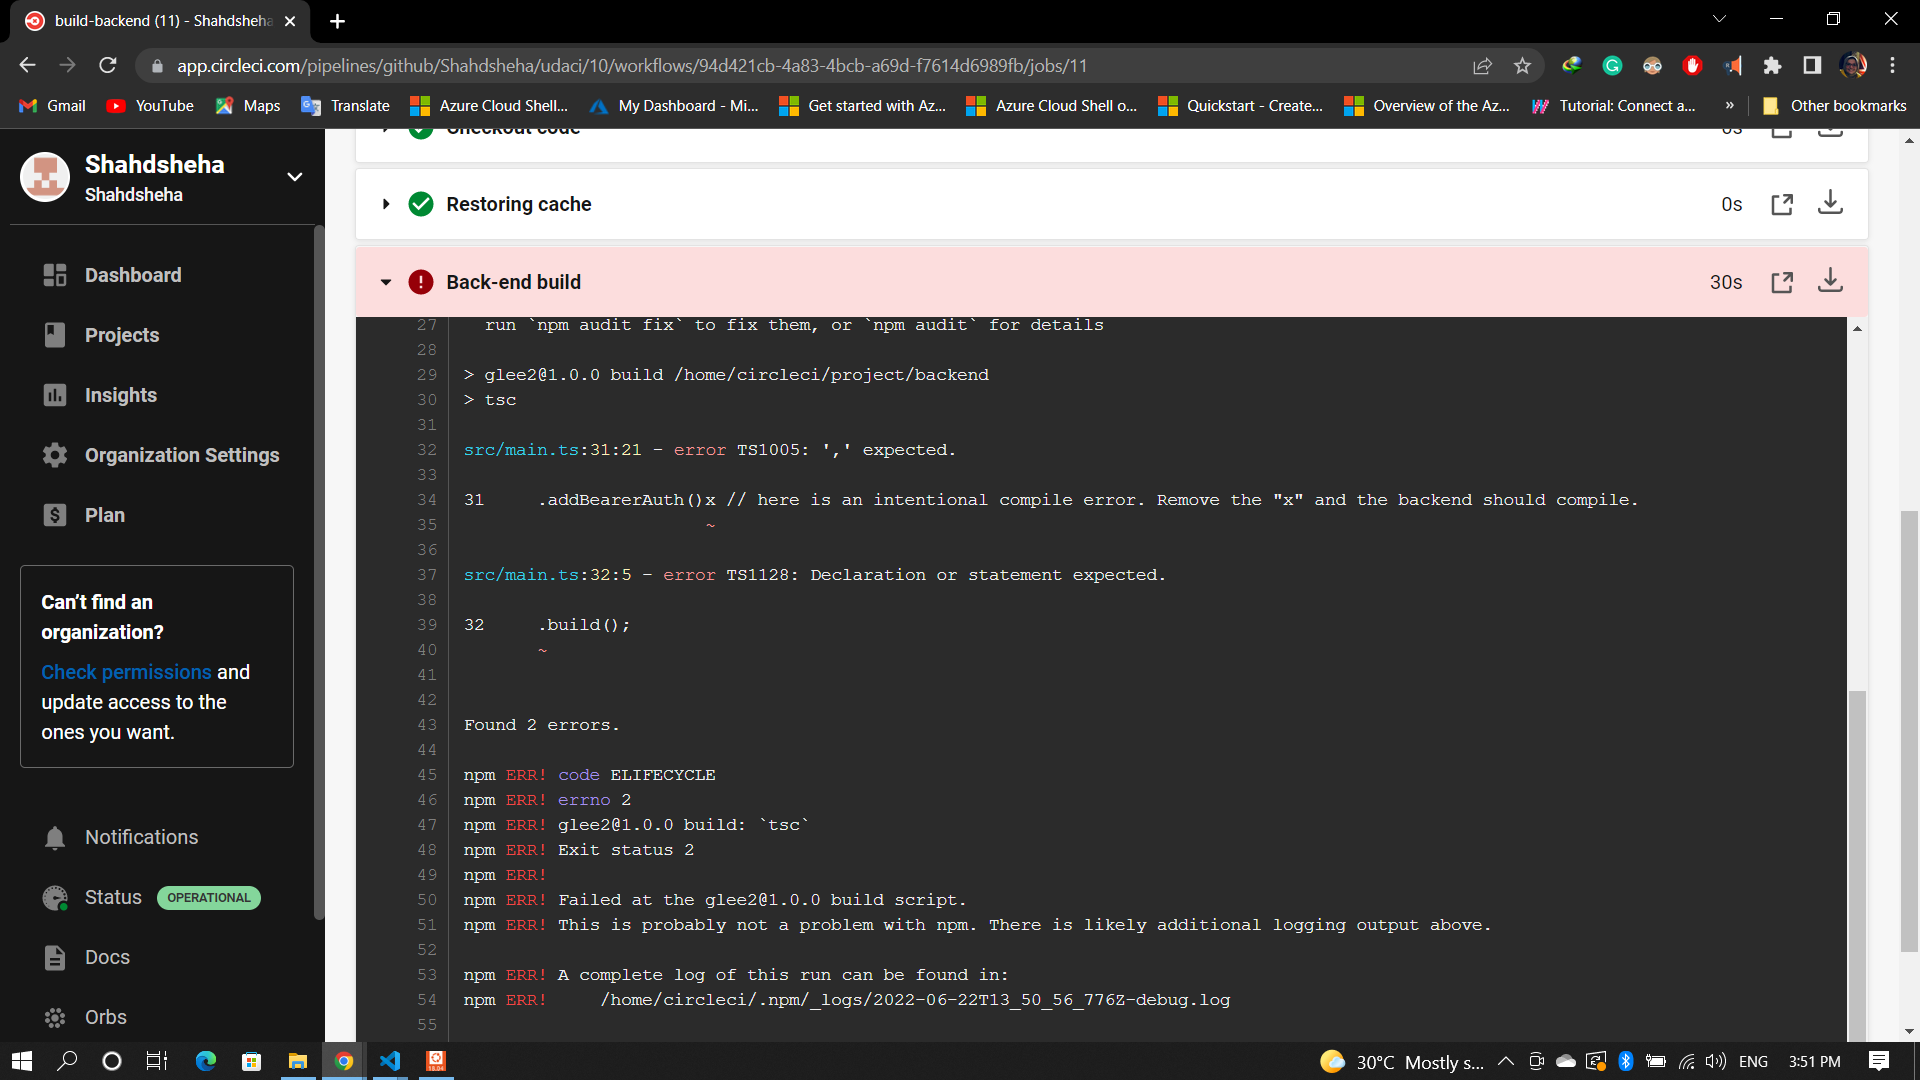 build-backend (11) - Shahdsheha
app.circleci.com/pipelines/github/Shahdsheha/udaci/10/workflows/94d421cb-4a83-4bcb-a69d-f7614d6989fb/jobs/11
Gmail YouTube Maps Translate Azure Cloud Shell... My Dashboard - Mi... Get started with Az... Azure Cloud Shell o... Quickstart - Create... Overview of the Az... Tutorial: Connect a... » Other bookmarks
Shahdsheha
Shahdsheha
Dashboard
Projects
Insights
Organization Settings
Plan
Can't find an
organization?
Check permissions and
update access to the
ones you want.
Notifications
Status OPERATIONAL
Docs
Orbs
Checkout code 0s
Restoring cache 0s
Back-end build 30s
27 run `npm audit fix` to fix them, or `npm audit` for details
28
29 > glee2@1.0.0 build /home/circleci/project/backend
30 > tsc
31
32 src/main.ts:31:21 - error TS1005: ',' expected.
33
34 31 .addBearerAuth()x // here is an intentional compile error. Remove the "x" and the backend should compile.
35 ~
36
37 src/main.ts:32:5 - error TS1128: Declaration or statement expected.
38
39 32 .build();
40 ~
41
42
43 Found 2 errors.
44
45 npm ERR! code ELIFECYCLE
46 npm ERR! errno 2
47 npm ERR! glee2@1.0.0 build: `tsc`
48 npm ERR! Exit status 2
49 npm ERR!
50 npm ERR! Failed at the glee2@1.0.0 build script.
51 npm ERR! This is probably not a problem with npm. There is likely additional logging output above.
52
53 npm ERR! A complete log of this run can be found in:
54 npm ERR! /home/circleci/.npm/_logs/2022-06-22T13_50_56_776Z-debug.log
55
30°C Mostly s... ENG 3:51 PM